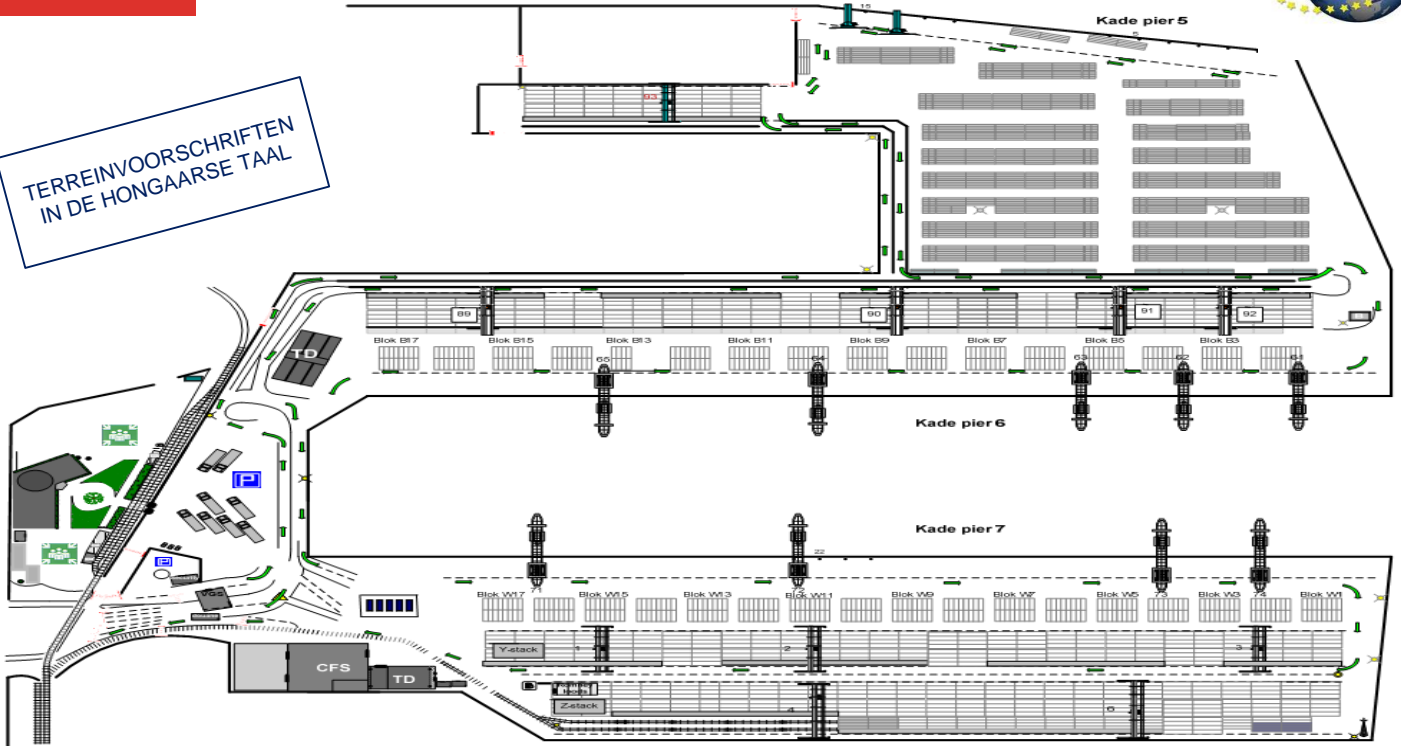 Kade pier 5
15
5
TERREINVOORSCHRIFTEN
IN DE HONGAARSE TAAL
93
89
90
91
92
TD
Blok B17
Blok B15
Blok B13
Blok B11
Blok B9
Blok B7
Blok B5
Blok B3
65
64
63
62
61
Kade pier 6
P
Kade pier 7
22
P
71
73
74
Blok W17
Blok W15
Blok W13
Blok W11
Blok W9
Blok W7
Blok W5
Blok W3
Blok W1
VGS
Y-stack
1
2
3
CFS
TD
loods
Z-stack
4
6